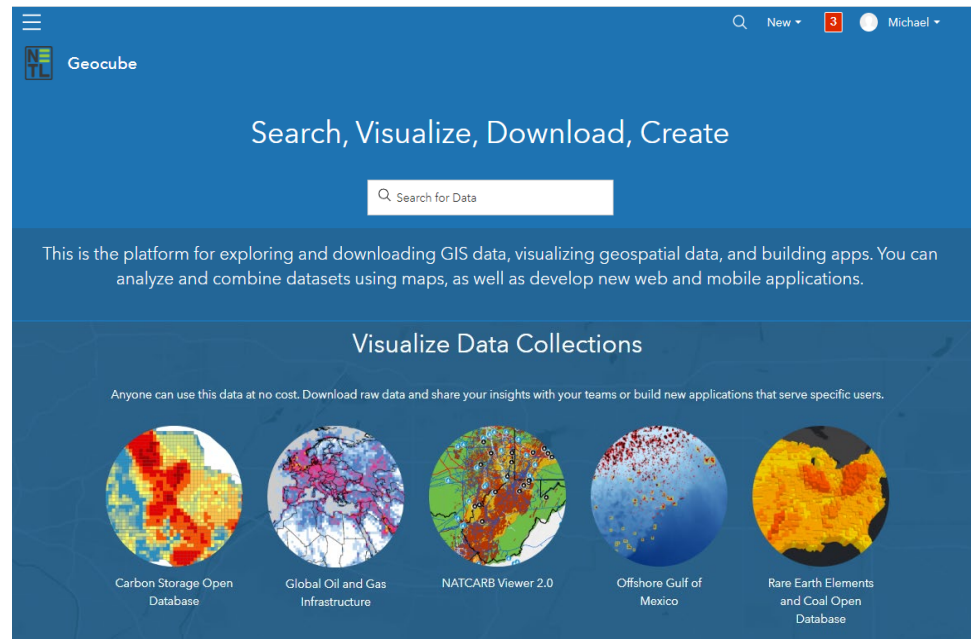 New
3
Michael
NE
TL
Geocube
Search, Visualize, Download, Create
Search for Data
This is the platform for exploring and downloading GIS data, visualizing geospatial data, and building apps. You can
analyze and combine datasets using maps, as well as develop new web and mobile applications.
Visualize Data Collections
Anyone can use this data at no cost. Download raw data and share your insights with your teams or build new applications that serve specific users.
Carbon Storage Open
Database
Global Oil and Gas
Infrastructure
NATCARB Viewer 2.0
Offshore Gulf of
Mexico
Rare Earth Elements
and Coal Open
Database